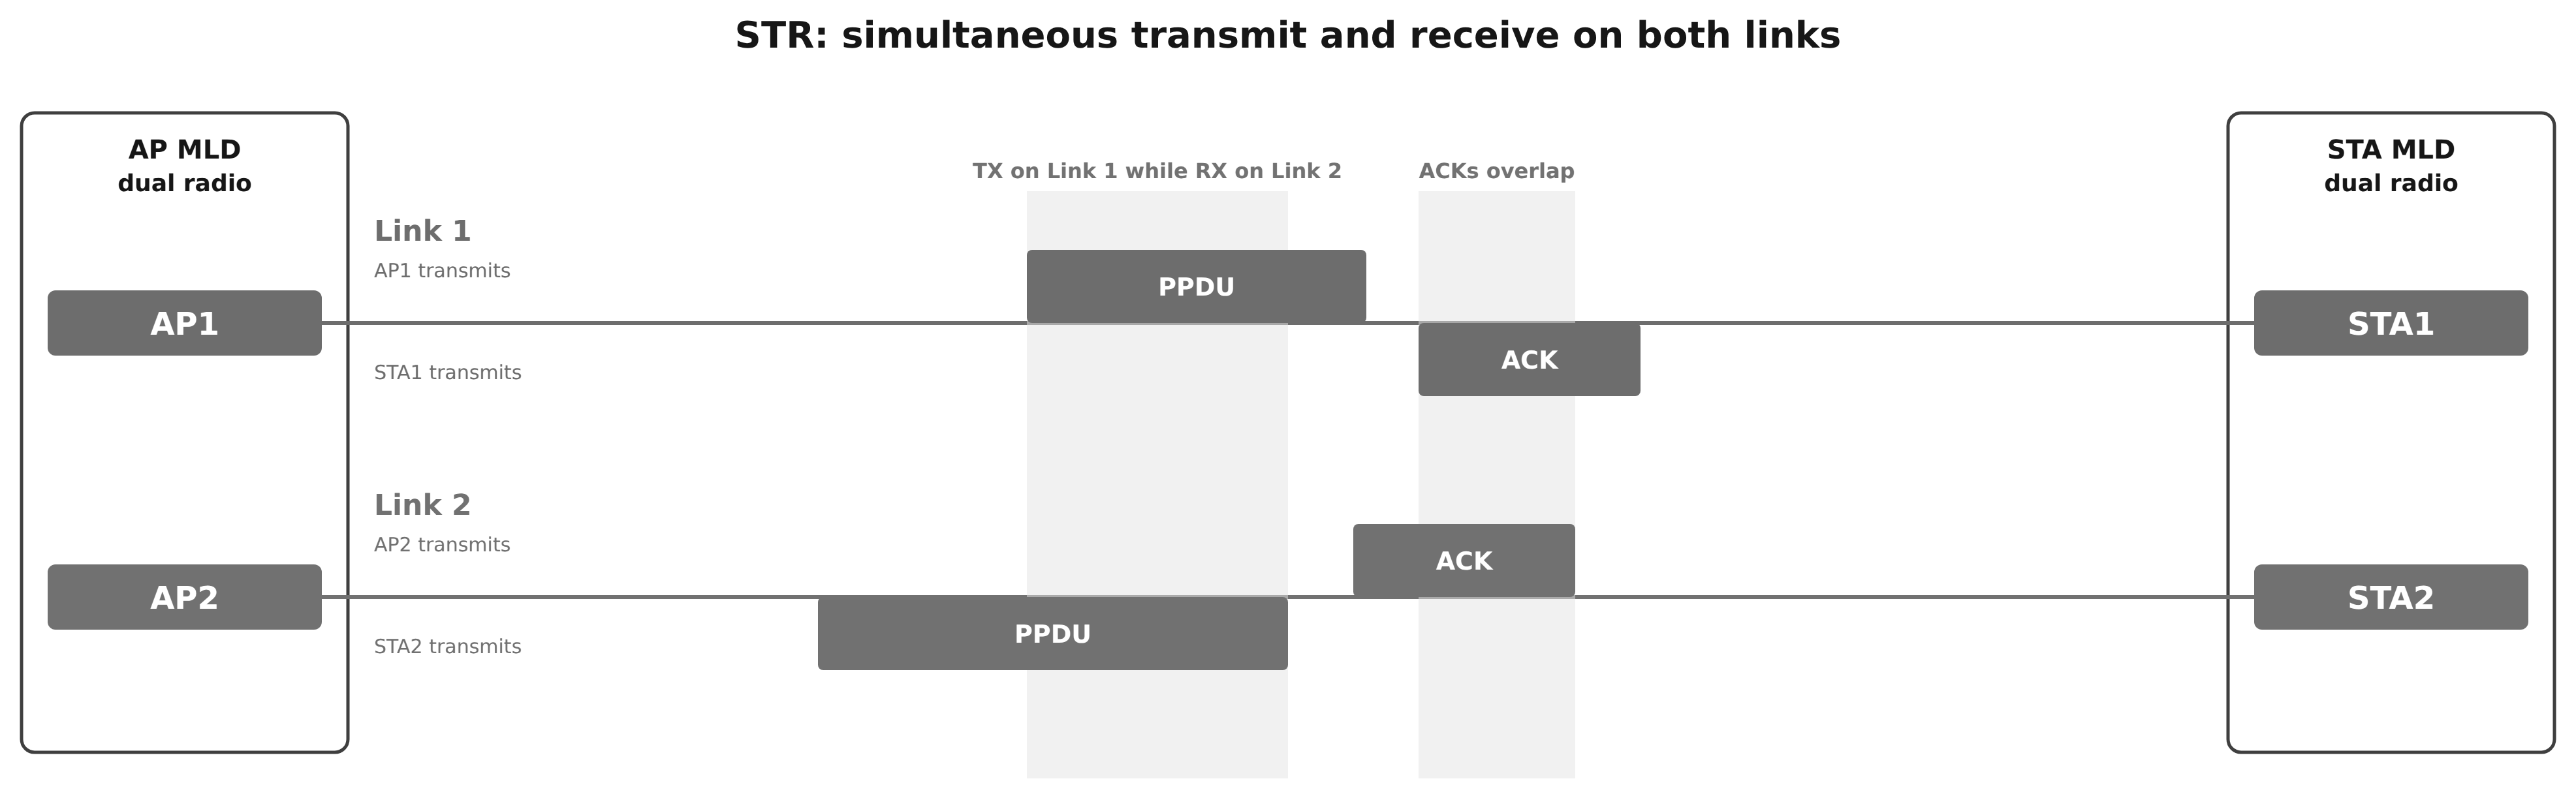 STR: simultaneous transmit and receive on both links
AP MLD
dual radio
STA MLD
dual radio
TX on Link 1 while RX on Link 2
ACKs overlap
Link 1
AP1 transmits
PPDU
AP1
STA1
STA1 transmits
ACK
Link 2
AP2 transmits
ACK
AP2
STA2
STA2 transmits
PPDU